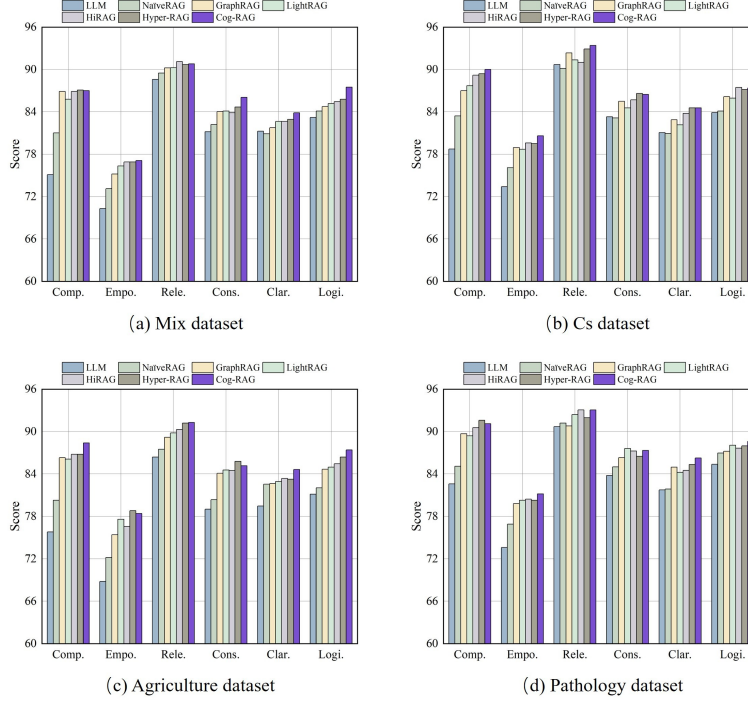 LLM NaïveRAG GraphRAG LightRAG
HiRAG Hyper-RAG Cog-RAG
96
90
84
78
72
66
60
Score
Comp. Empo. Rele. Cons. Clar. Logi.
(a) Mix dataset
LLM NaïveRAG GraphRAG LightRAG
HiRAG Hyper-RAG Cog-RAG
96
90
84
78
72
66
60
Score
Comp. Empo. Rele. Cons. Clar. Logi.
(b) Cs dataset
LLM NaïveRAG GraphRAG LightRAG
HiRAG Hyper-RAG Cog-RAG
96
90
84
78
72
66
60
Score
Comp. Empo. Rele. Cons. Clar. Logi.
(c) Agriculture dataset
LLM NaïveRAG GraphRAG LightRAG
HiRAG Hyper-RAG Cog-RAG
96
90
84
78
72
66
60
Score
Comp. Empo. Rele. Cons. Clar. Logi.
(d) Pathology dataset